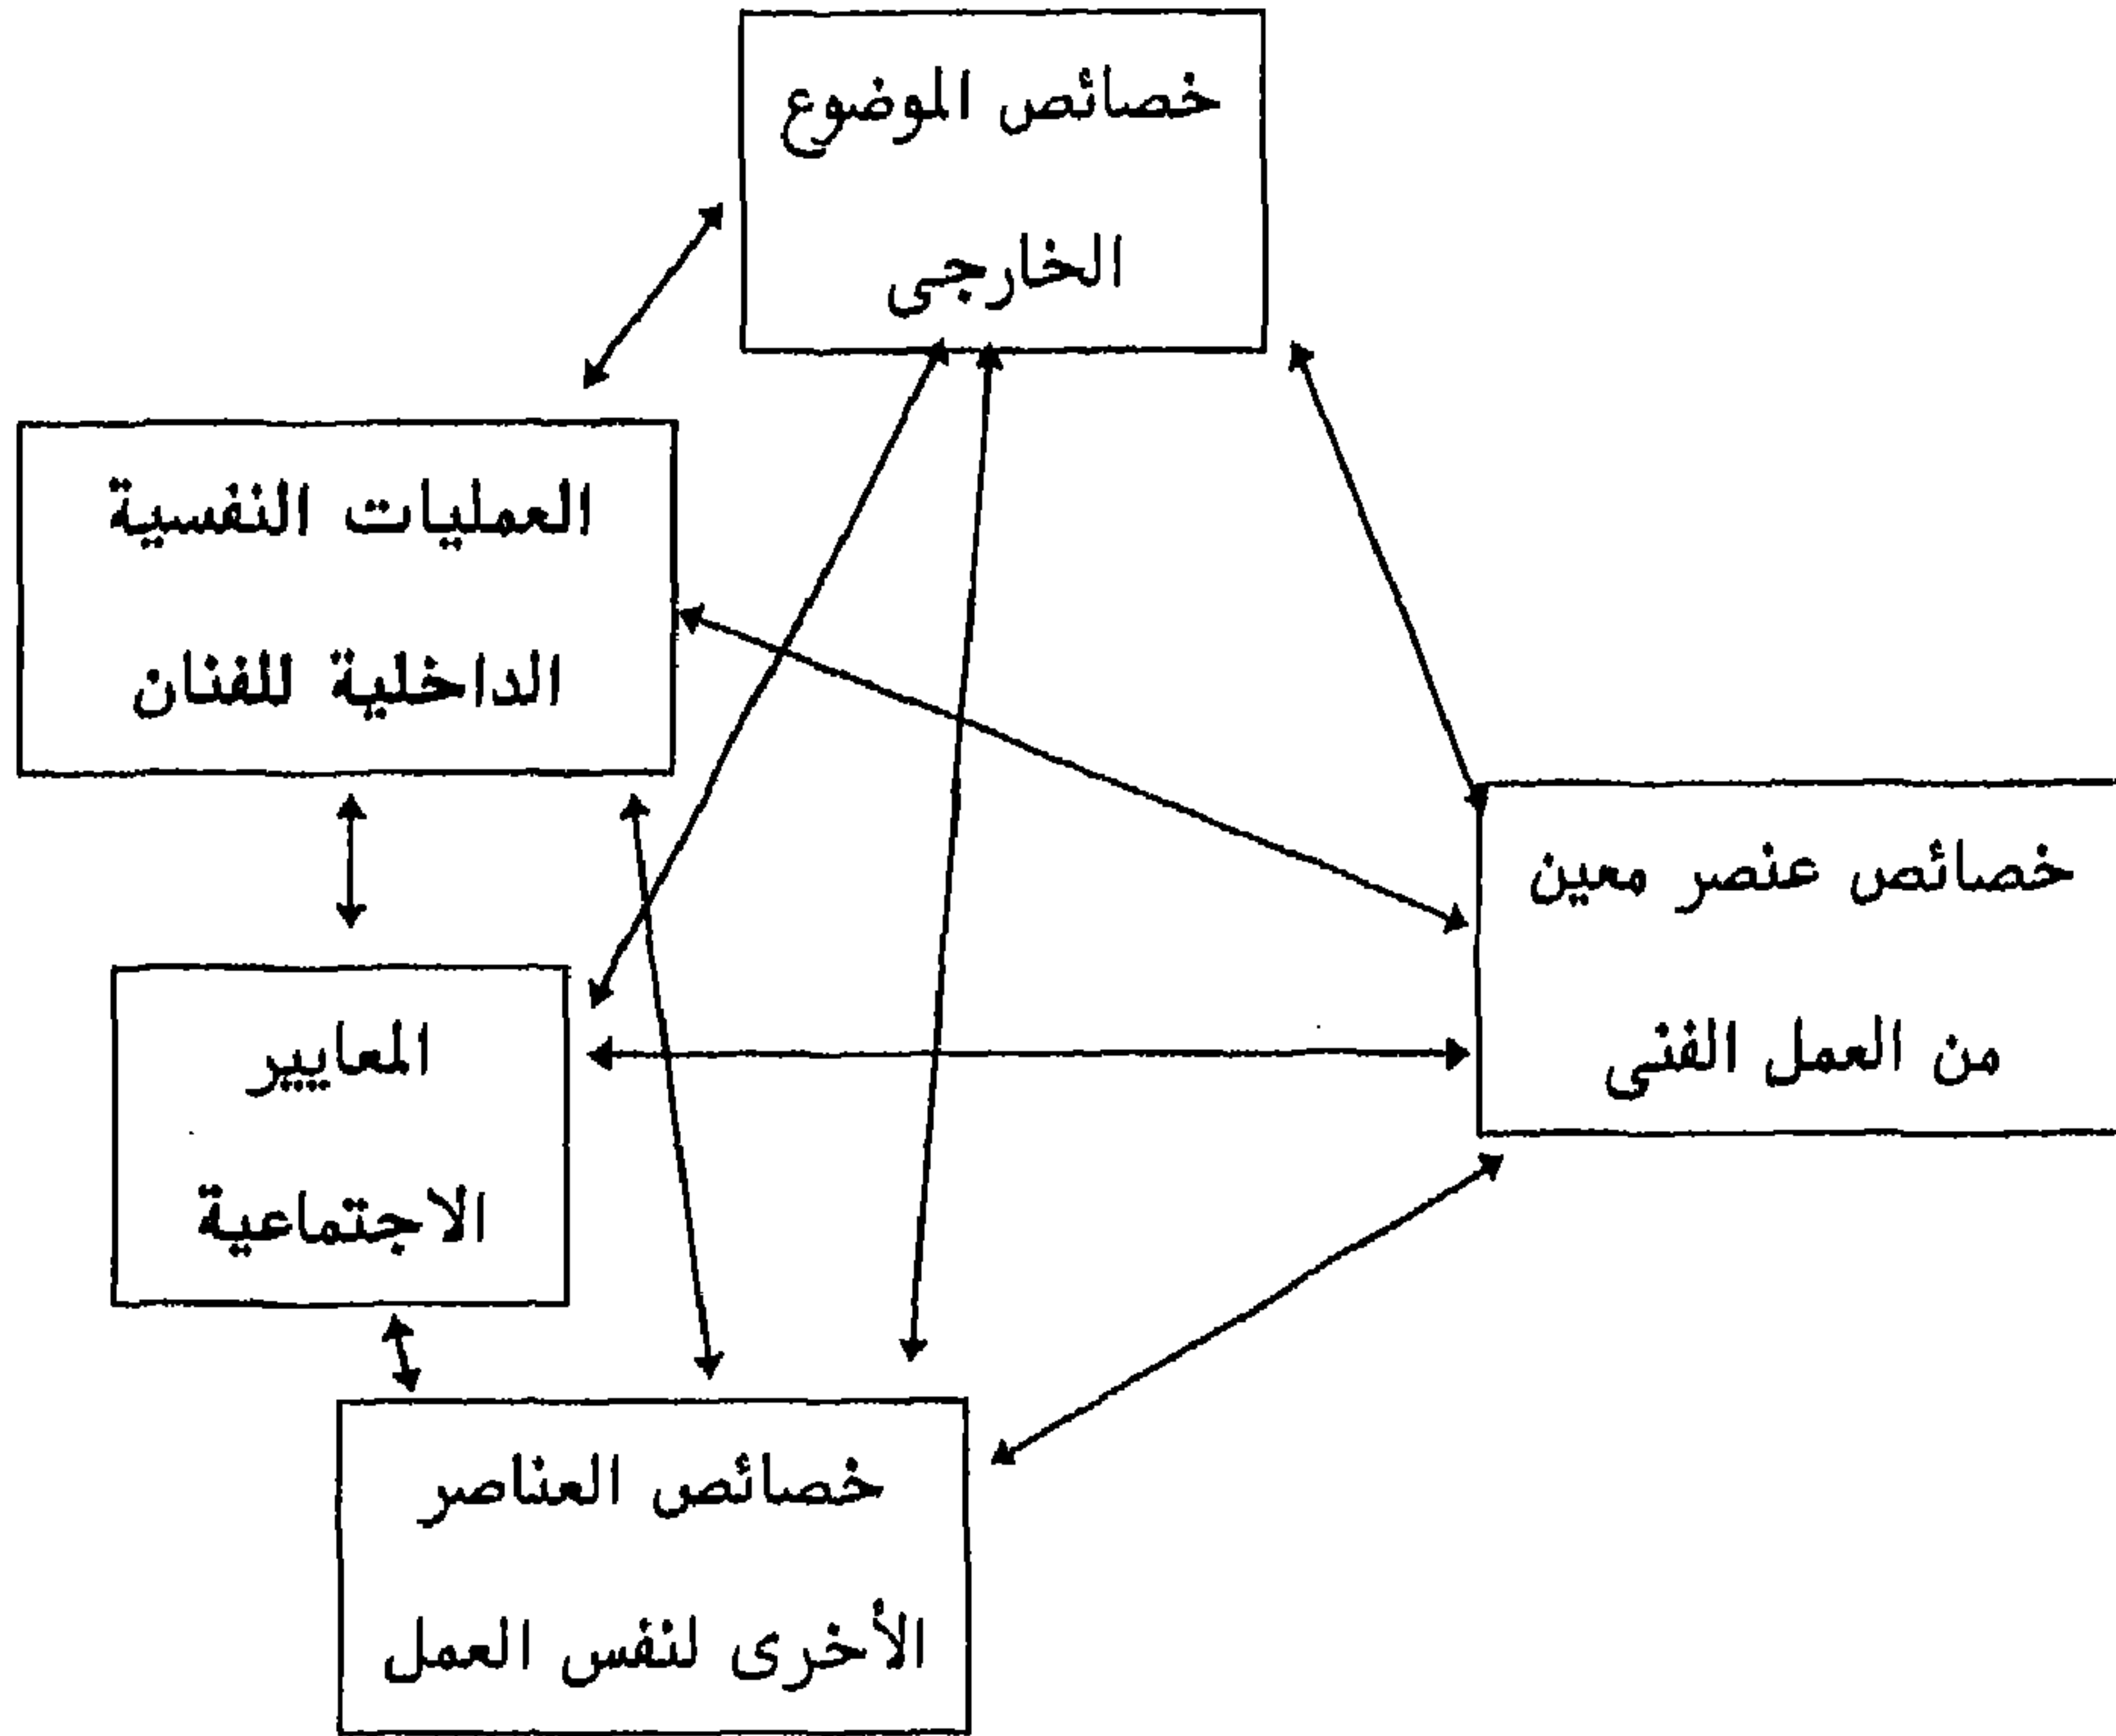 خصائص الموضوع
الخارجى
العمليات النفسية
الداخلية للفنان
خصائص عنصر معين
من العمل الفنى
المعايير
الاجتماعية
خصائص العناصر
الأخرى لنفس العمل